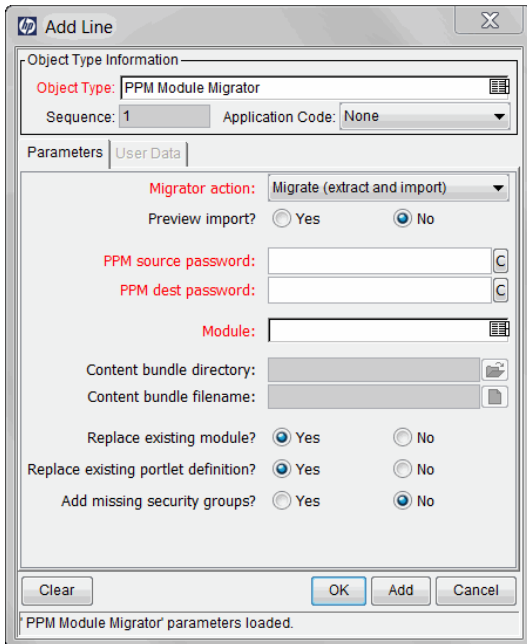 hp Add Line
Object Type Information
Object Type: PPM Module Migrator
Sequence: 1 Application Code: None
Parameters User Data
Migrator action: Migrate (extract and import)
Preview import? Yes No
PPM source password: C
PPM dest password: C
Module:
Content bundle directory:
Content bundle filename:
Replace existing module? Yes No
Replace existing portlet definition? Yes No
Add missing security groups? Yes No
Clear OK Add Cancel
' PPM Module Migrator' parameters loaded.